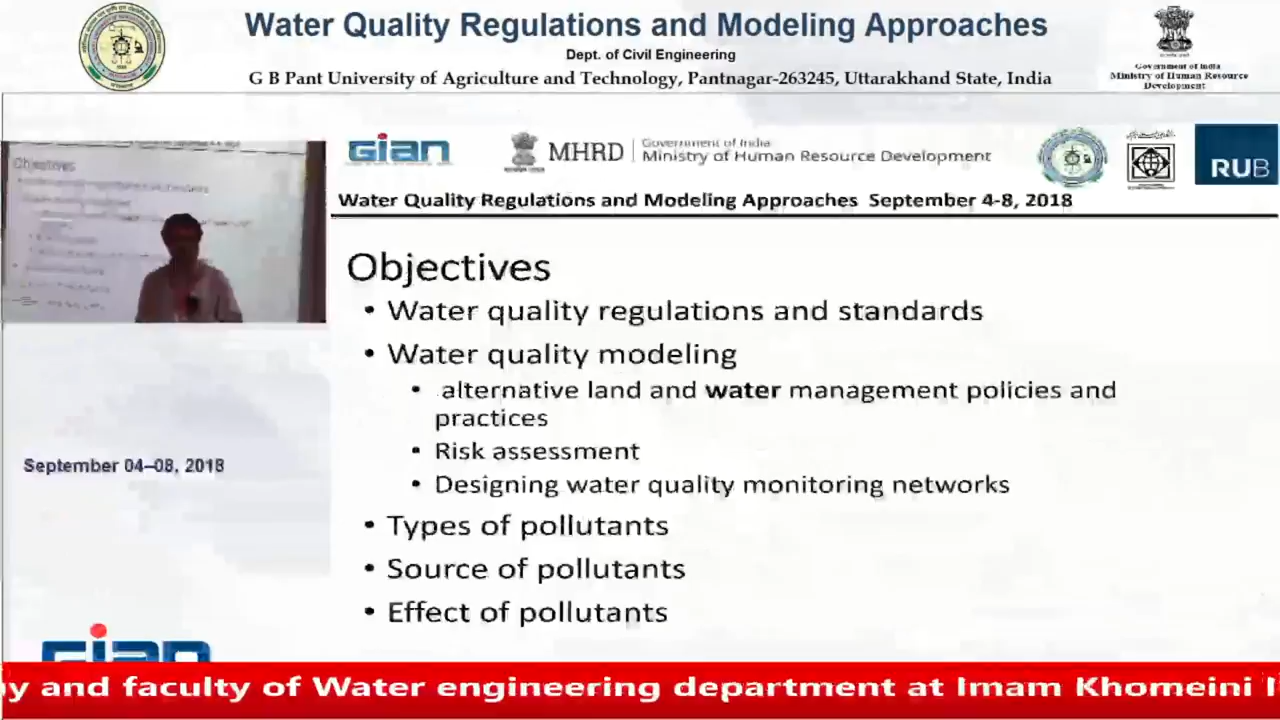 Water Quality Regulations and Modeling Approaches
Dept. of Civil Engineering
G B Pant University of Agriculture and Technology, Pantnagar-263245, Uttarakhand State, India
Government of India
Ministry of Human Resource
Development
GIAN
MHRD
Government of India
Ministry of Human Resource Development
RUB
Water Quality Regulations and Modeling Approaches September 4-8, 2018
Objectives
Objectives
• Water quality regulations and standards
• Water quality modeling
• alternative land and water management policies and
practices
• Risk assessment
• Designing water quality monitoring networks
• Types of pollutants
• Source of pollutants
• Effect of pollutants
September 04–08, 2018
GIAN
y and faculty of Water engineering department at Imam Khomeini